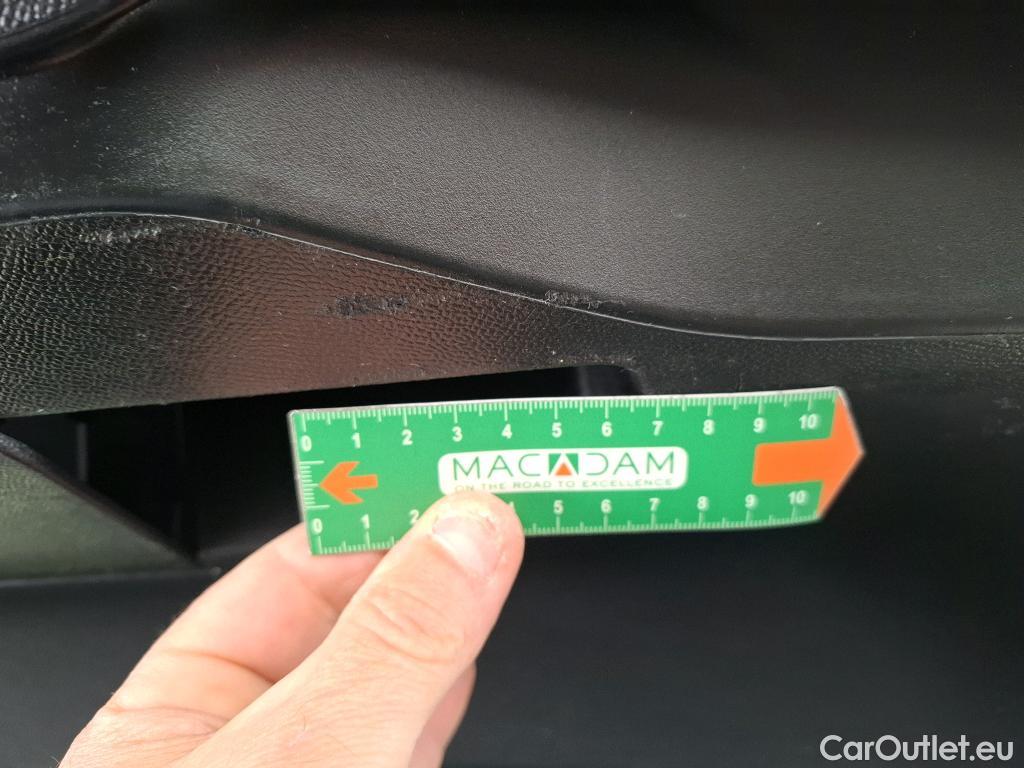 0 1 2 3 4 5 6 7 8 9 10
MACADAM
ON THE ROAD TO EXCELLENCE
0 1 2 4 5 6 7 8 9 10
CarOutlet.eu